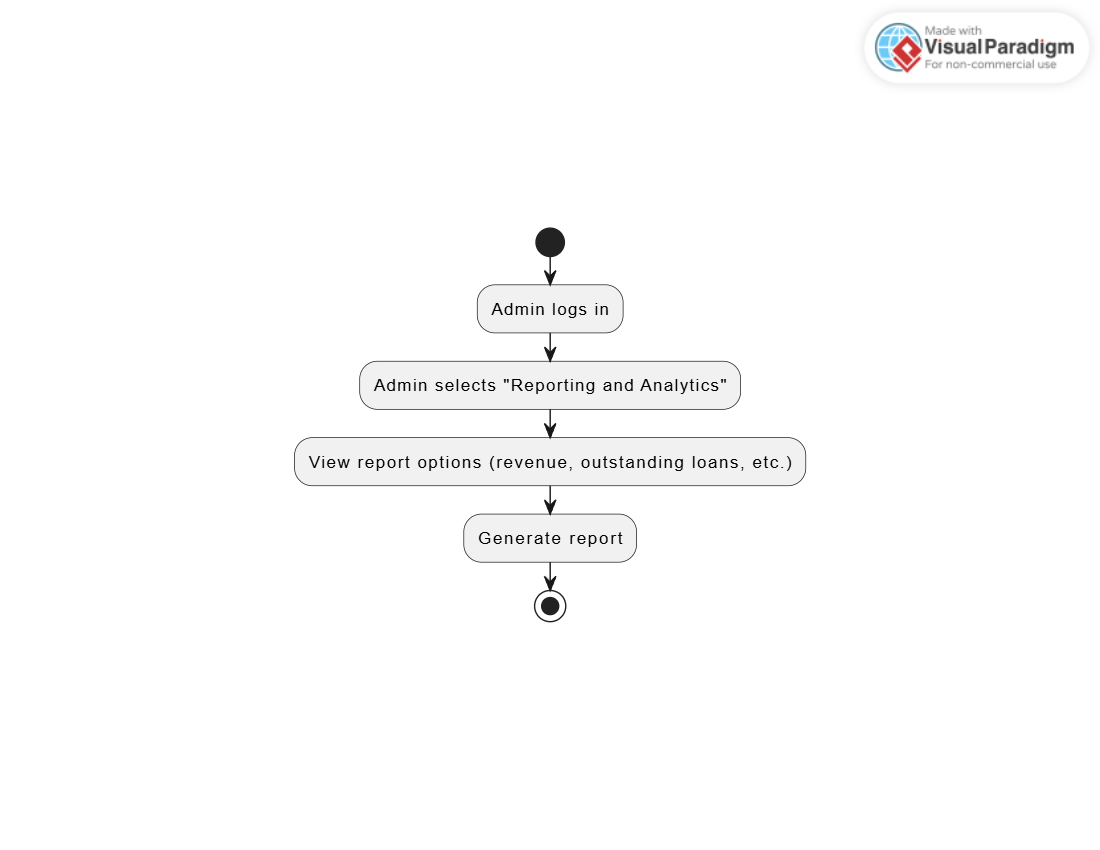 Made with
Visual Paradigm
For non-commercial use
Admin logs in
Admin selects "Reporting and Analytics"
View report options (revenue, outstanding loans, etc.)
Generate report